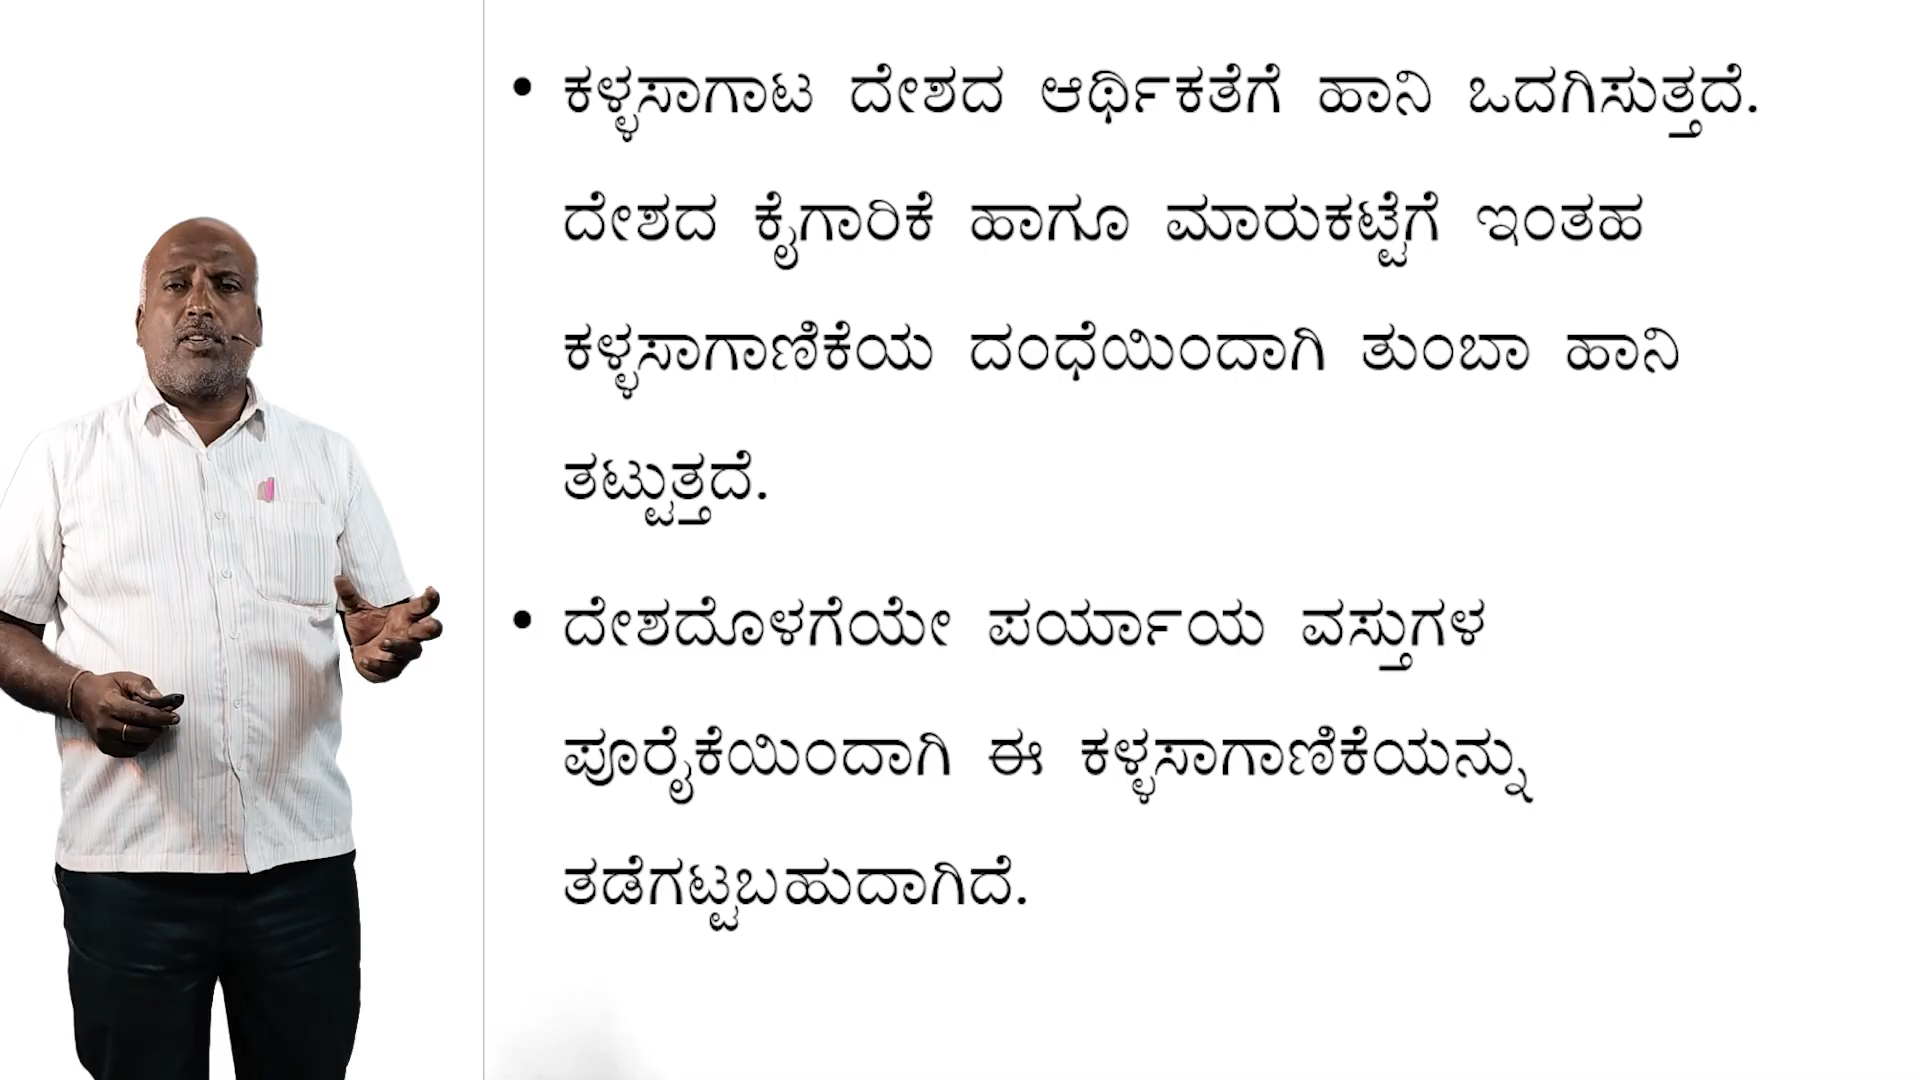 • ಕಳ್ಳಸಾಗಾಟ ದೇಶದ ಆರ್ಥಿಕತೆಗೆ ಹಾನಿ ಒದಗಿಸುತ್ತದೆ.
ದೇಶದ ಕೈಗಾರಿಕೆ ಹಾಗೂ ಮಾರುಕಟ್ಟೆಗೆ ಇಂತಹ
ಕಳ್ಳಸಾಗಾಣಿಕೆಯ ದಂಧೆಯಿಂದಾಗಿ ತುಂಬಾ ಹಾನಿ
ತಟ್ಟುತ್ತದೆ.
• ದೇಶದೊಳಗೆಯೇ ಪರ್ಯಾಯ ವಸ್ತುಗಳ
ಪೂರೈಕೆಯಿಂದಾಗಿ ಈ ಕಳ್ಳಸಾಗಾಣಿಕೆಯನ್ನು
ತಡೆಗಟ್ಟಬಹುದಾಗಿದೆ.